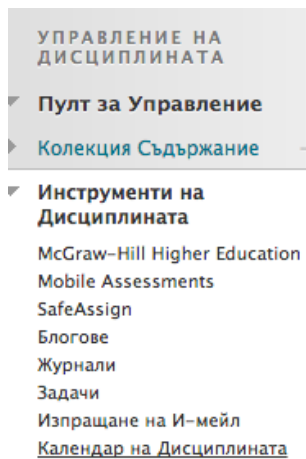 УПРАВЛЕНИЕ НА
ДИСЦИПЛИНАТА
Пулт за Управление
Колекция Съдържание
Инструменти на
Дисциплината
McGraw-Hill Higher Education
Mobile Assessments
SafeAssign
Блогове
Журнали
Задачи
Изпращане на И-мейл
Календар на Дисциплината